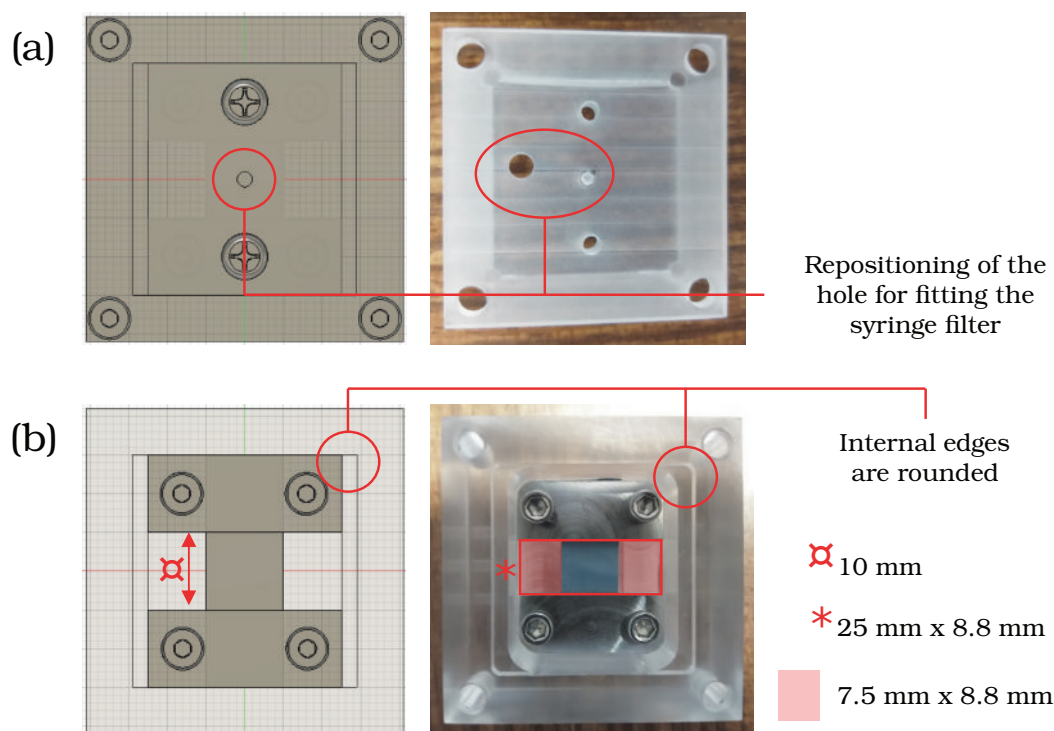 (a)
Repositioning of the
hole for fitting the
syringe filter
(b)
Internal edges
are rounded
¤ 10 mm
* 25 mm x 8.8 mm
7.5 mm x 8.8 mm
¤
*